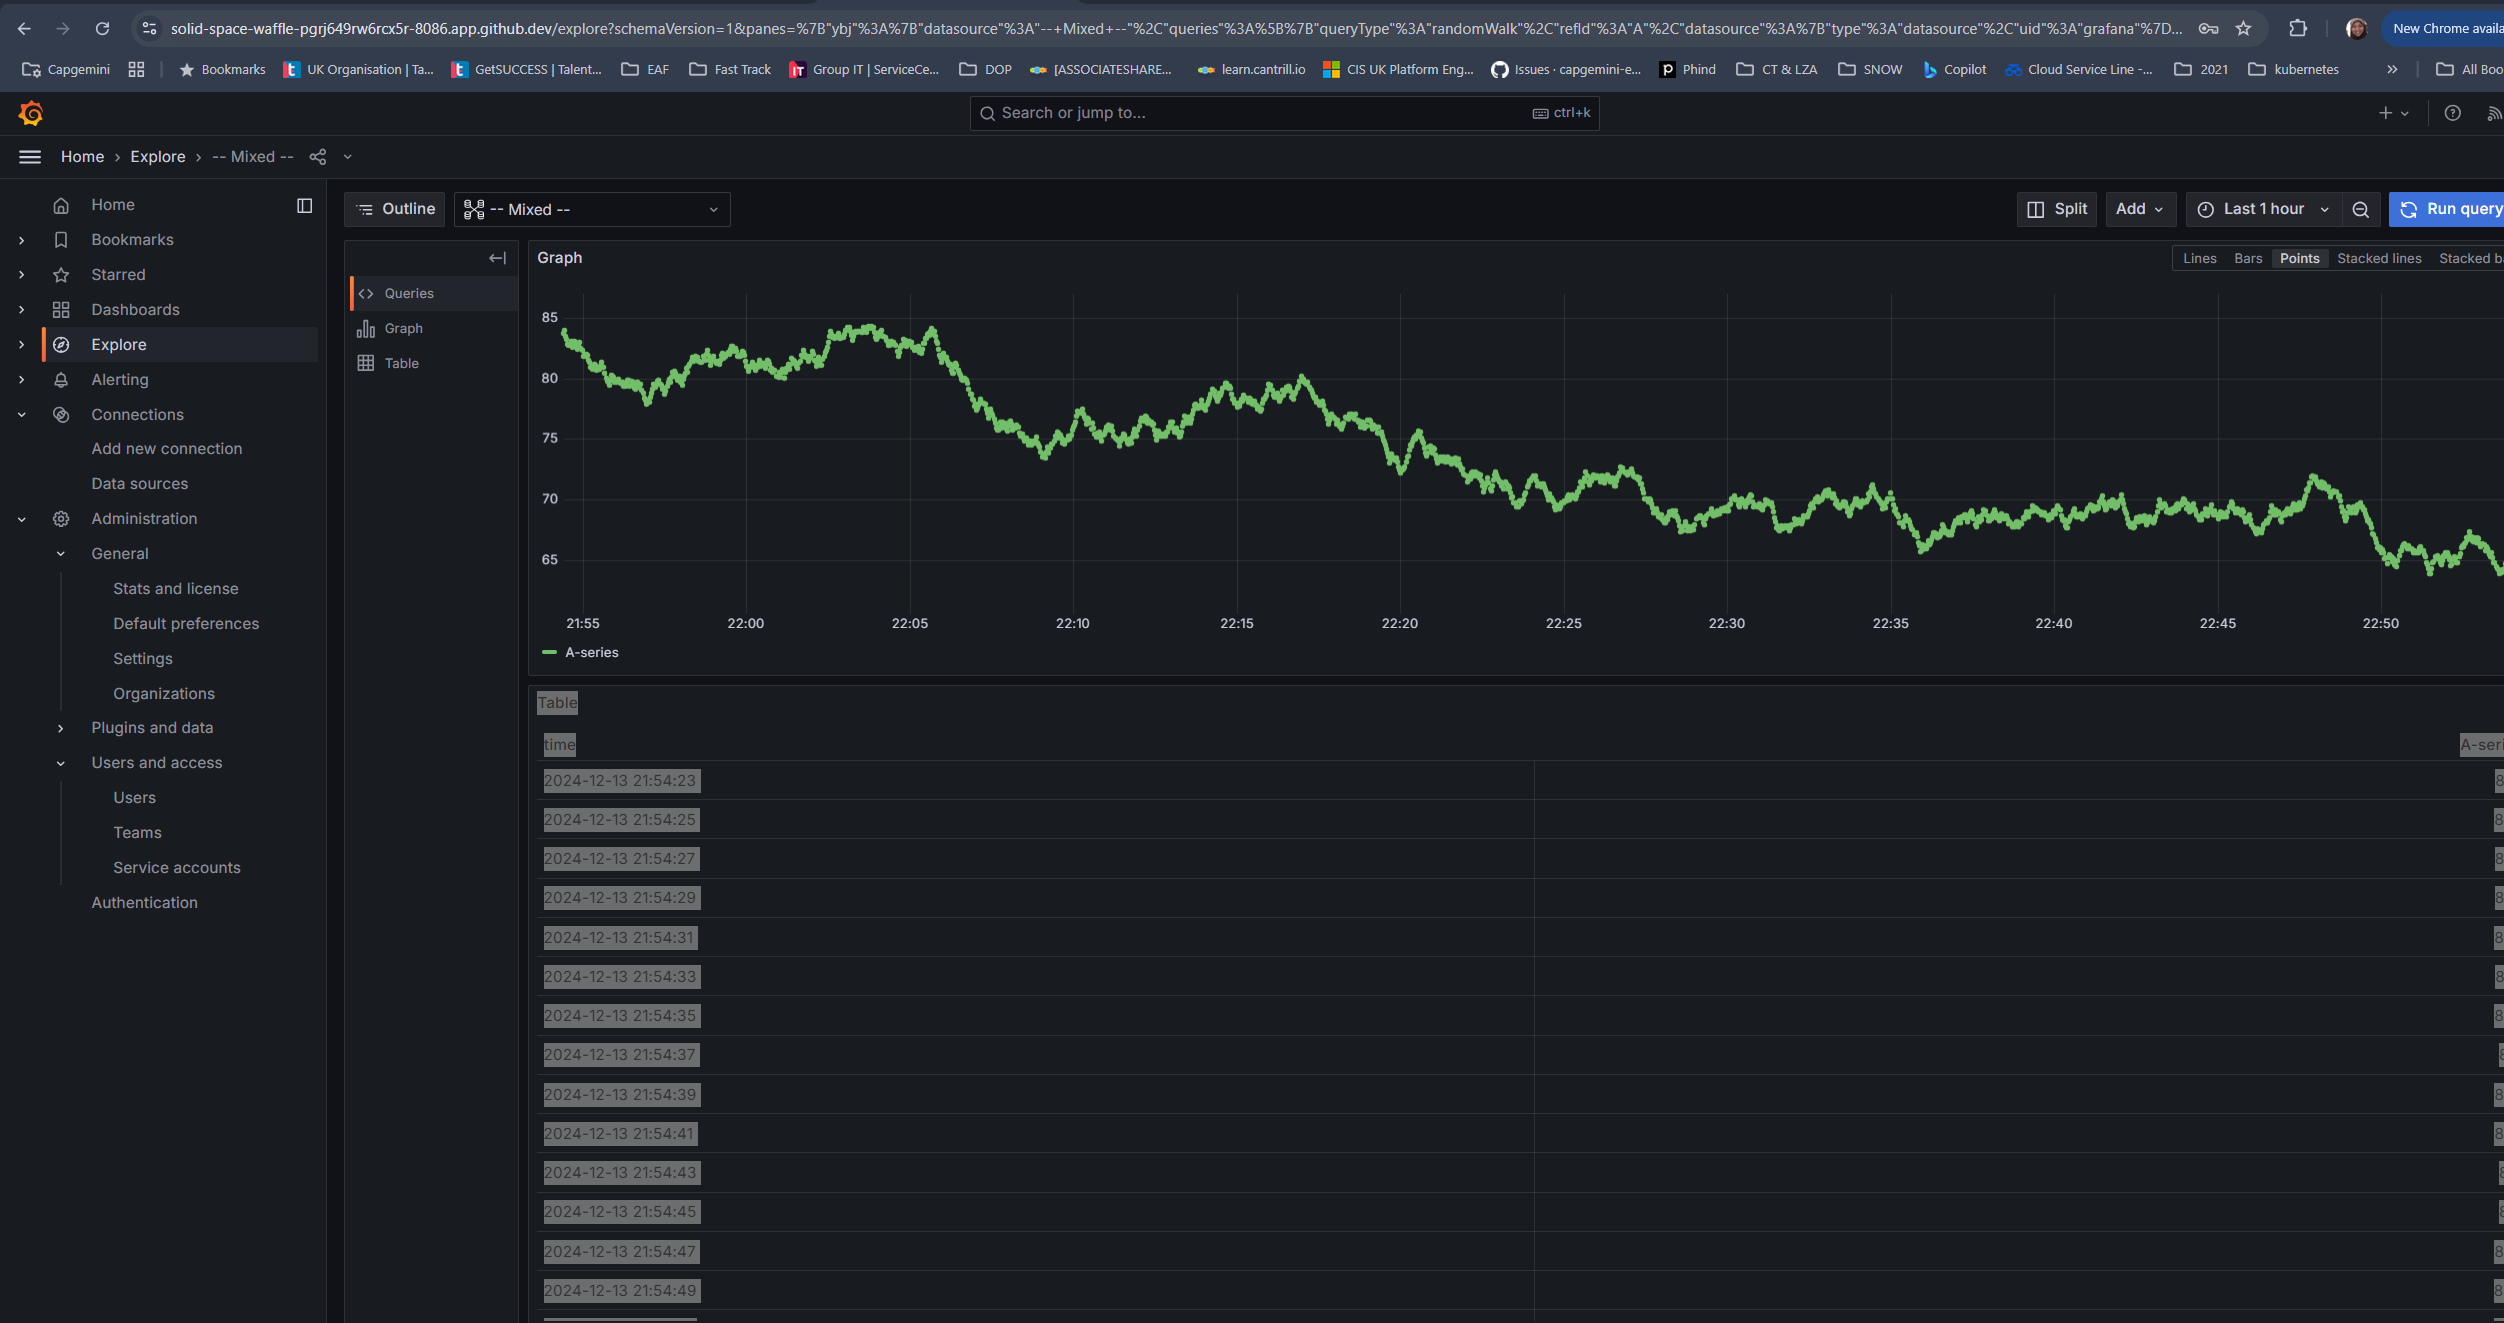 solid-space-waffle-pgrj649rw6rcx5r-8086.app.github.dev/explore?schemaVersion=1&panes=%7B"ybj"%3A%7B"datasource"%3A"--+Mixed+--"%2C"queries"%3A%5B%7B"queryType"%3A"randomWalk"%2C"refId"%3A"A"%2C"datasource"%3A%7B"type"%3A"datasource"%2C"uid"%3A"grafana"%7D... New Chrome availa
Capgemini Bookmarks UK Organisation | Ta... GetSUCCESS | Talent... EAF Fast Track Group IT | ServiceCe... DOP [ASSOCIATESHARE... learn.cantrill.io CIS UK Platform Eng... Issues · capgemini-e... Phind CT & LZA SNOW Copilot Cloud Service Line -... 2021 kubernetes » All Boo
Search or jump to... ctrl+k
Home › Explore › -- Mixed --
Home
Bookmarks
Starred
Dashboards
Explore
Alerting
Connections
Add new connection
Data sources
Administration
General
Stats and license
Default preferences
Settings
Organizations
Plugins and data
Users and access
Users
Teams
Service accounts
Authentication
Outline -- Mixed -- Split Add Last 1 hour Run query
Queries
Graph
Table
Graph Lines Bars Points Stacked lines Stacked ba
85
80
75
70
65
21:55 22:00 22:05 22:10 22:15 22:20 22:25 22:30 22:35 22:40 22:45 22:50
A-series
Table
time A-seri
2024-12-13 21:54:23 8
2024-12-13 21:54:25 8
2024-12-13 21:54:27 8
2024-12-13 21:54:29 8
2024-12-13 21:54:31 8
2024-12-13 21:54:33 8
2024-12-13 21:54:35 8
2024-12-13 21:54:37
2024-12-13 21:54:39 8
2024-12-13 21:54:41 8
2024-12-13 21:54:43
2024-12-13 21:54:45
2024-12-13 21:54:47 8
2024-12-13 21:54:49 8